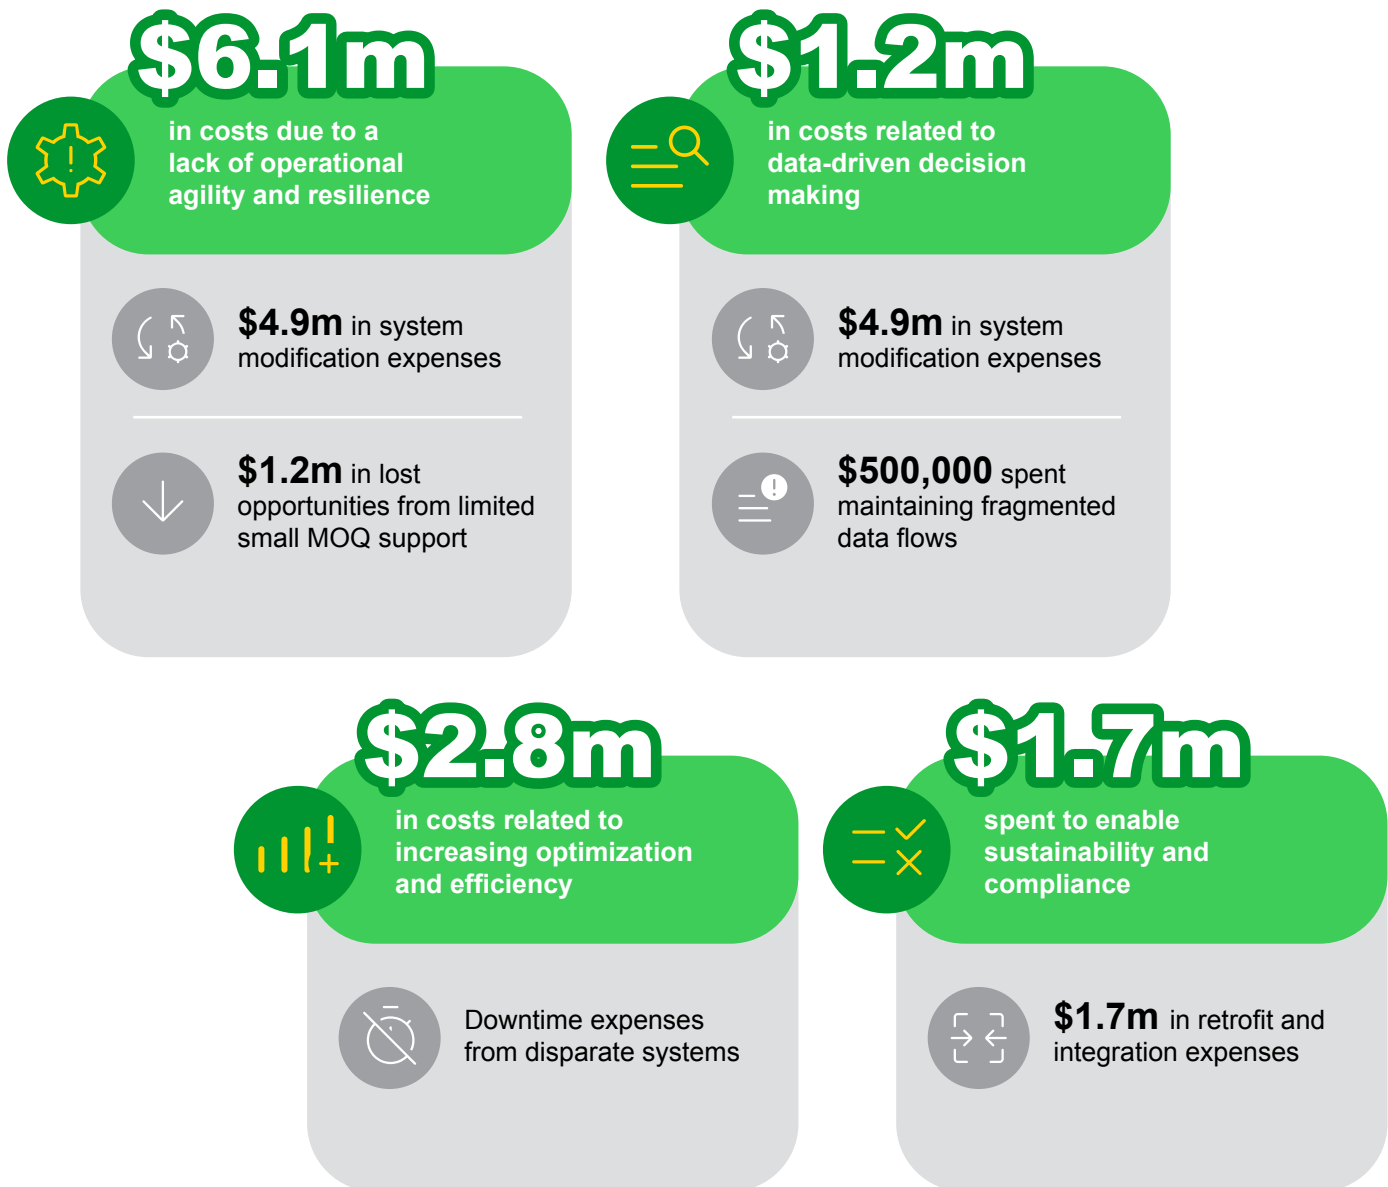 $6.1m
in costs due to a
lack of operational
agility and resilience
$4.9m in system
modification expenses
$1.2m in lost
opportunities from limited
small MOQ support
$1.2m
in costs related to
data-driven decision
making
$4.9m in system
modification expenses
$500,000 spent
maintaining fragmented
data flows
$2.8m
in costs related to
increasing optimization
and efficiency
Downtime expenses
from disparate systems
$1.7m
spent to enable
sustainability and
compliance
$1.7m in retrofit and
integration expenses